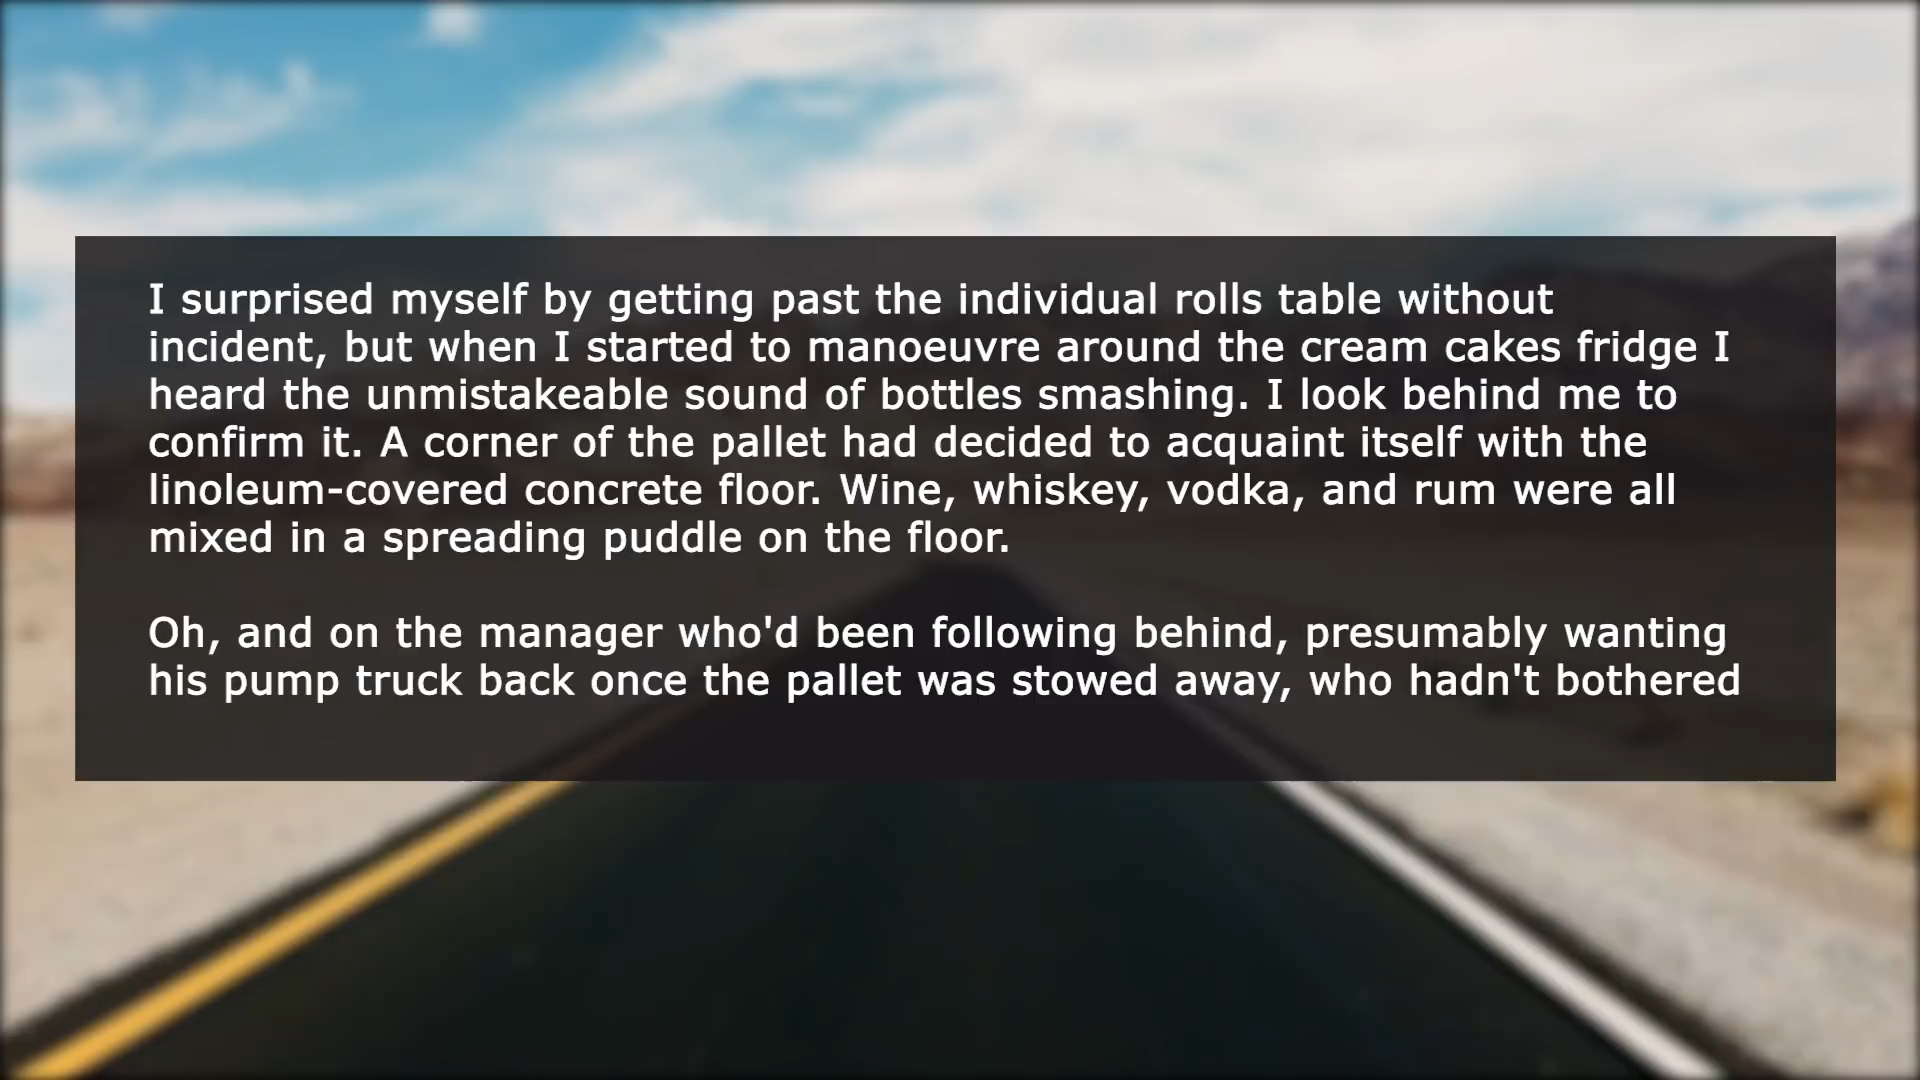 I surprised myself by getting past the individual rolls table without
incident, but when I started to manoeuvre around the cream cakes fridge I
heard the unmistakeable sound of bottles smashing. I look behind me to
confirm it. A corner of the pallet had decided to acquaint itself with the
linoleum-covered concrete floor. Wine, whiskey, vodka, and rum were all
mixed in a spreading puddle on the floor.
Oh, and on the manager who'd been following behind, presumably wanting
his pump truck back once the pallet was stowed away, who hadn't bothered